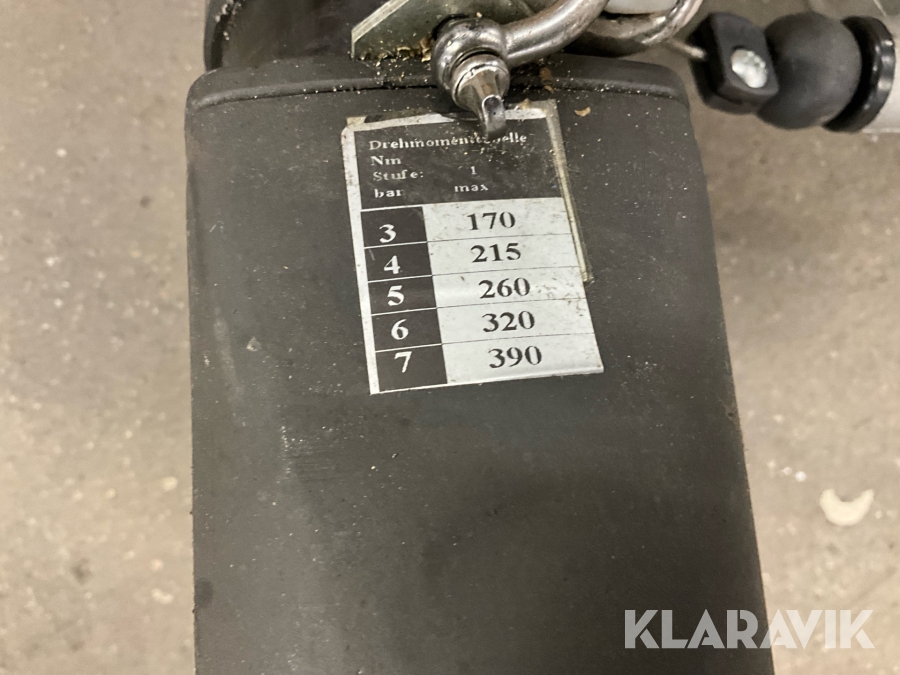 Drehmomenttabelle
Nm
Stufe: 1
bar max
3 170
4 215
5 260
6 320
7 390
KLARAVIK